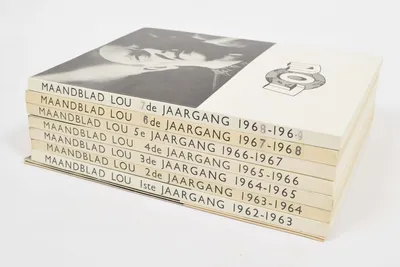 LOU
MAANDBLAD LOU 7de JAARGANG 1968-1969
MAANDBLAD LOU 6de JAARGANG 1967-1968
MAANDBLAD LOU 5e JAARGANG 1966-1967
MAANDBLAD LOU 4de JAARGANG 1965-1966
MAANDBLAD LOU 3de JAARGANG 1964-1965
MAANDBLAD LOU 2de JAARGANG 1963-1964
MAANDBLAD LOU 1ste JAARGANG 1962-1963